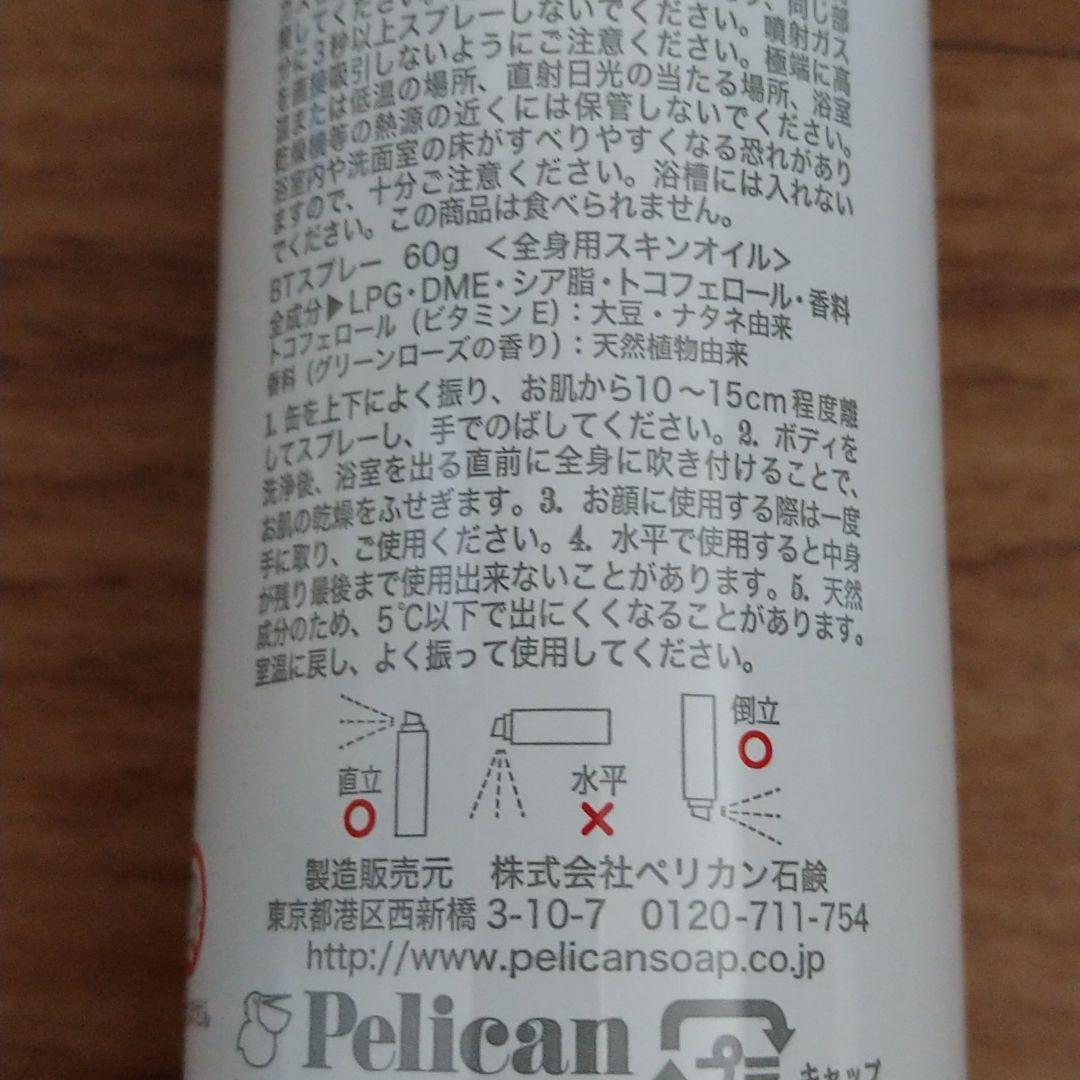 部ス
同じガ高
噴射に
してく
に3秒以上スプレーしないでください。
直接吸引しないようにご注意ください。極端に
または低温の場所、直射日光の当たる場所、浴室
乾燥機等の熱源の近くには保管しないでください。
浴室内や洗面室の床がすべりやすくなる恐れがあり
ますので、十分ご注意ください。浴槽には入れない
でください。この商品は食べられません。
BTスプレー 60g <全身用スキンオイル>
全成分▶LPG・DME・シア脂・トコフェロール・香料
トコフェロール(ビタミンE):大豆・ナタネ由来
香料(グリーンローズの香り):天然植物由来
1. 缶を上下によく振り、お肌から10〜15cm程度離
してスプレーし、手でのばしてください。2. ボディを
洗浄後、浴室を出る直前に全身に吹き付けることで、
お肌の乾燥をふせぎます。3. お顔に使用する際は一度
手に取り、ご使用ください。4. 水平で使用すると中身
が残り最後まで使用出来ないことがあります。5. 天然
成分のため、5℃以下で出にくくなることがあります。
室温に戻し、よく振って使用してください。
直立
水平
倒立
製造販売元 株式会社ペリカン石鹸
東京都港区西新橋 3-10-7 0120-711-754
http://www.pelicansoap.co.jp
Pelican
プラ
キャップ